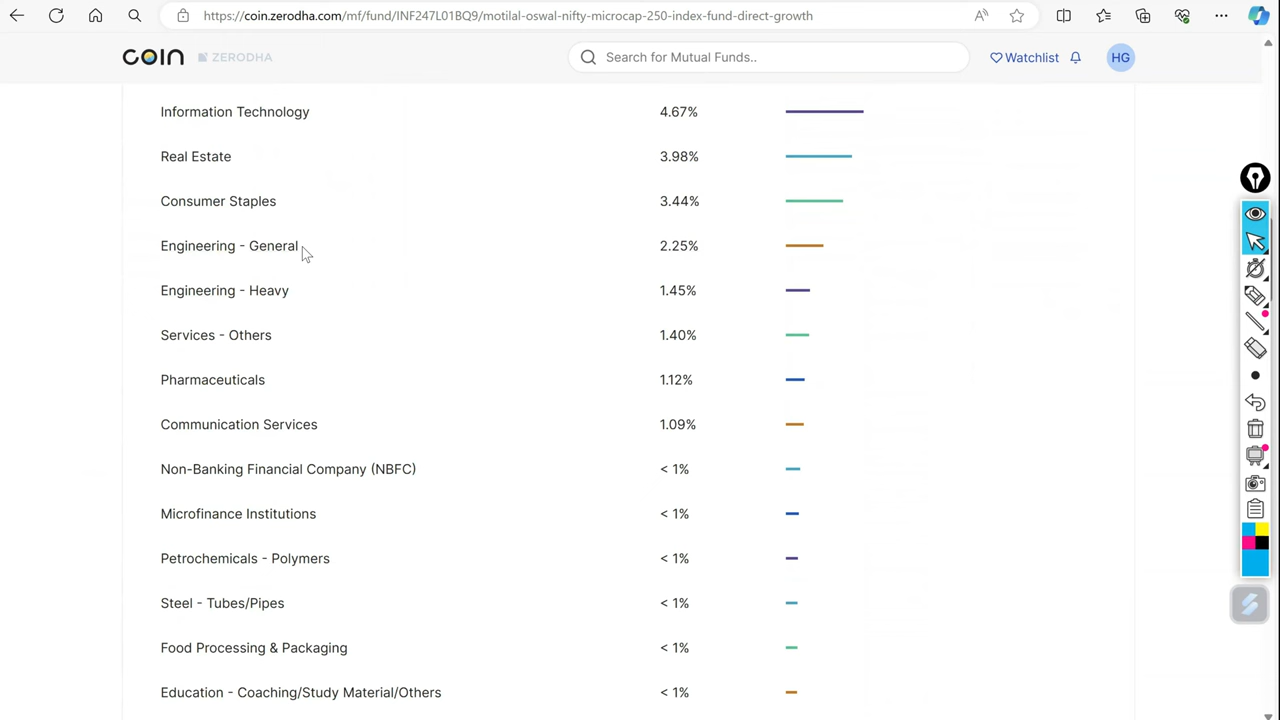 https://coin.zerodha.com/mf/fund/INF247L01BQ9/motilal-oswal-nifty-microcap-250-index-fund-direct-growth
COIN ZERODHA Search for Mutual Funds.. Watchlist HG
Information Technology 4.67%
Real Estate 3.98%
Consumer Staples 3.44%
Engineering - General 2.25%
Engineering - Heavy 1.45%
Services - Others 1.40%
Pharmaceuticals 1.12%
Communication Services 1.09%
Non-Banking Financial Company (NBFC) < 1%
Microfinance Institutions < 1%
Petrochemicals - Polymers < 1%
Steel - Tubes/Pipes < 1%
Food Processing & Packaging < 1%
Education - Coaching/Study Material/Others < 1%